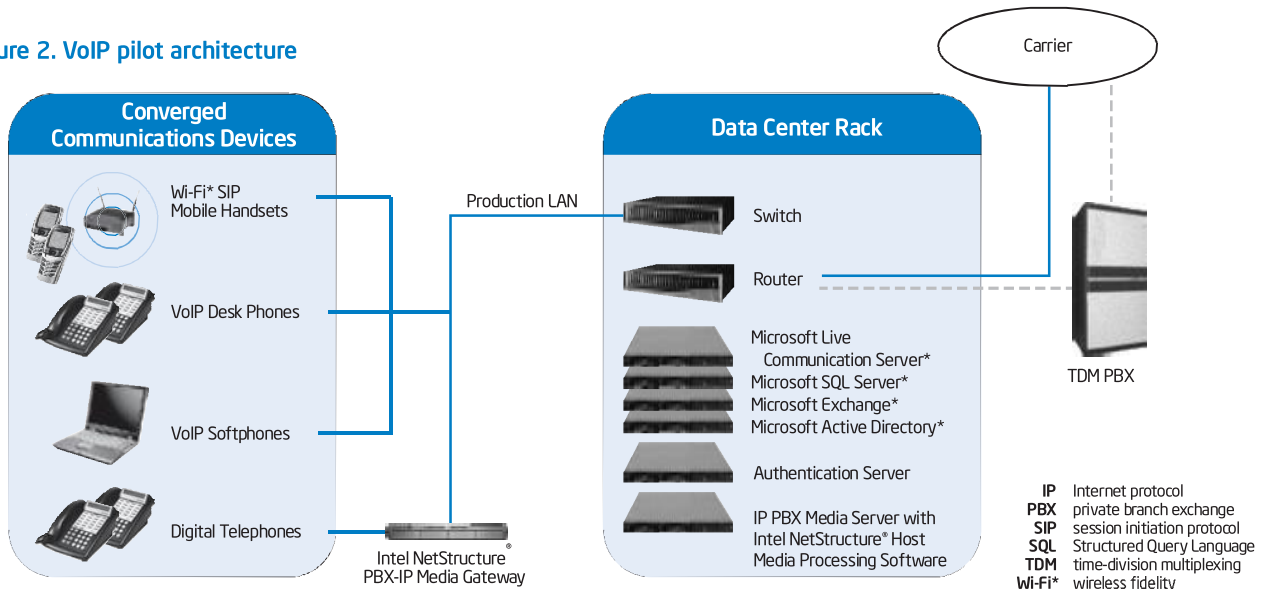 ure 2. VoIP pilot architecture
Carrier
Converged
Communications Devices
Wi-Fi* SIP
Mobile Handsets
VoIP Desk Phones
VoIP Softphones
Digital Telephones
Production LAN
Intel NetStructure®
PBX-IP Media Gateway
Data Center Rack
Switch
Router
Microsoft Live
Communication Server*
Microsoft SQL Server*
Microsoft Exchange*
Microsoft Active Directory*
Authentication Server
IP PBX Media Server with
Intel NetStructure® Host
Media Processing Software
TDM PBX
IP Internet protocol
PBX private branch exchange
SIP session initiation protocol
SQL Structured Query Language
TDM time-division multiplexing
Wi-Fi* wireless fidelity